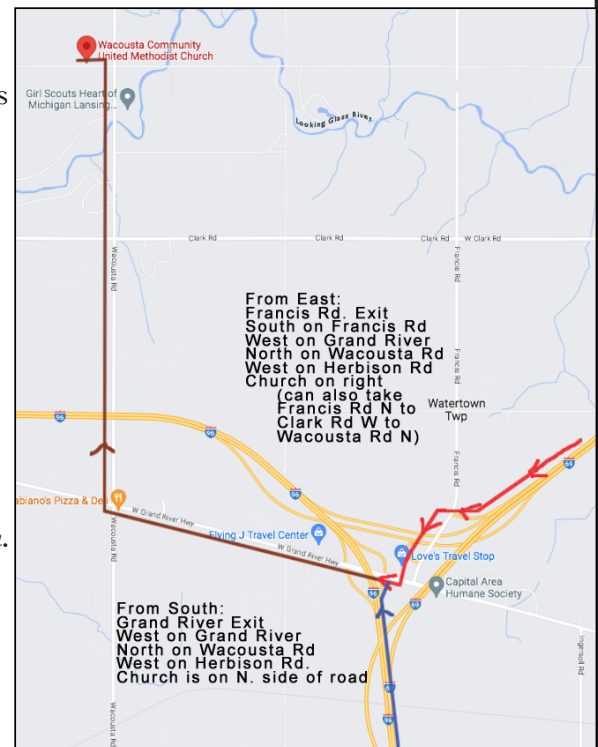 Wacousta Community
United Methodist Church
s
Girl Scouts Heart of
Michigan Lansing...
Looking Glass River
Clark Rd
Clark Rd
Clark Rd
W Clark Rd
Wacousta Rd
Francis Rd
From East:
Francis Rd. Exit
South on Francis Rd
West on Grand River
North on Wacousta Rd
West on Herbison Rd
Church on right
(can also take
Francis Rd N to
Clark Rd W to
Wacousta Rd N)
Francis Rd
Watertown
Twp
96
96
Francis Rd
69
96
abiano's Pizza & Deli
W Grand River Hwy
Flying J Travel Center
W Grand River Hwy
Love's Travel Stop
Wacousta Rd
.
96
69
Capital Area
Humane Society
From South:
Grand River Exit
West on Grand River
North on Wacousta Rd
West on Herbison Rd.
Church is on N. side of road
Ingersoll Rd
96
Wacousta Rd